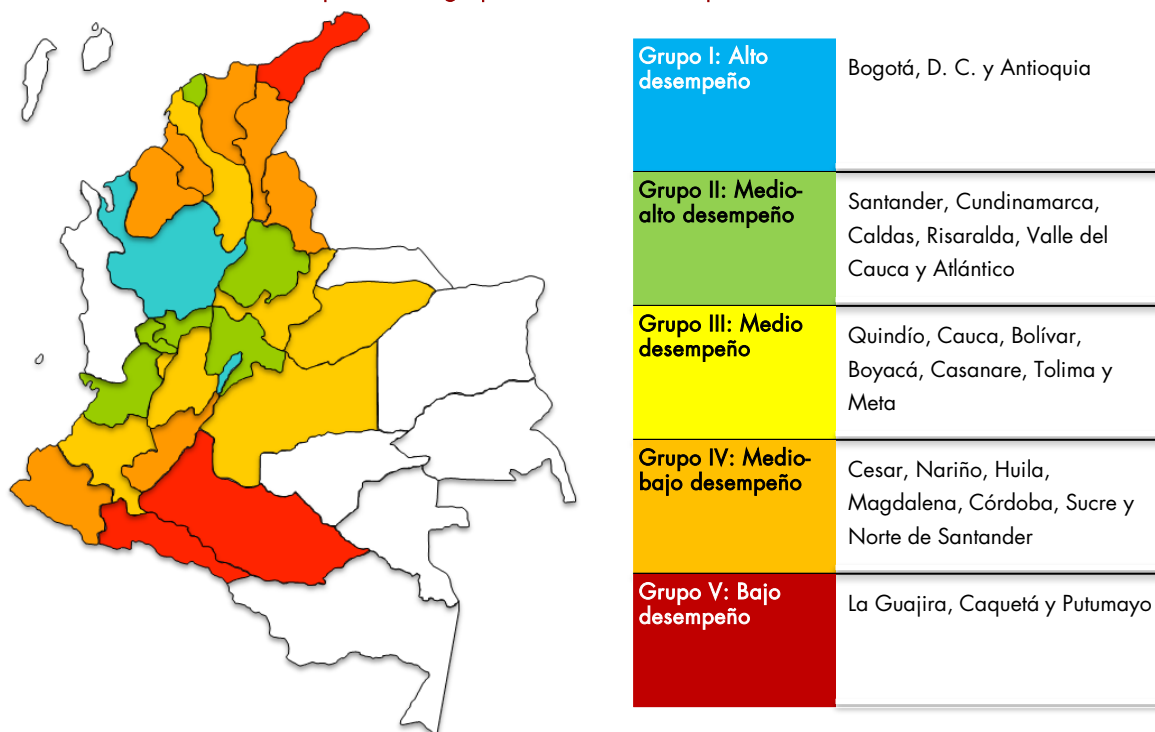 Grupo I: Alto
desempeño
Bogotá, D. C. y Antioquia
Grupo II: Medio-
alto desempeño
Santander, Cundinamarca,
Caldas, Risaralda, Valle del
Cauca y Atlántico
Grupo III: Medio
desempeño
Quindío, Cauca, Bolívar,
Boyacá, Casanare, Tolima y
Meta
Grupo IV: Medio-
bajo desempeño
Cesar, Nariño, Huila,
Magdalena, Córdoba, Sucre y
Norte de Santander
Grupo V: Bajo
desempeño
La Guajira, Caquetá y Putumayo